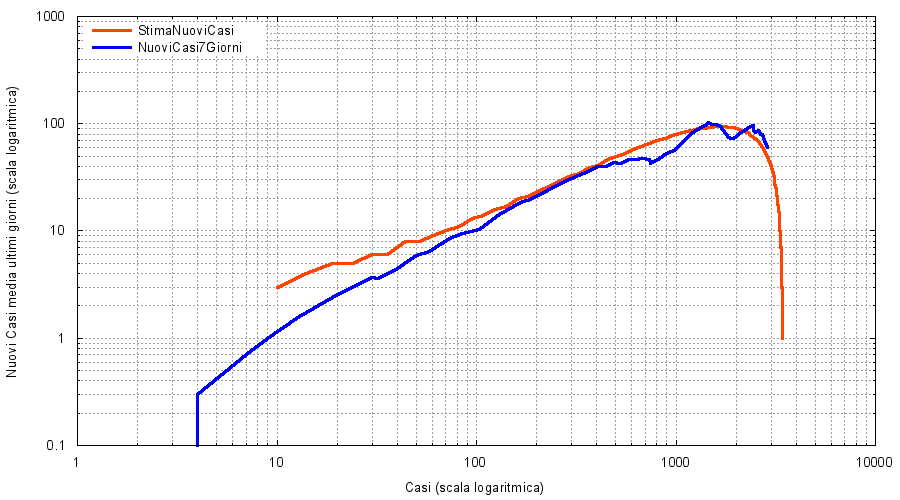 1000
100
10
1
0.1
StimaNuoviCasi
NuoviCasi7Giorni
Nuovi Casi media ultimi giorni (scala logaritmica)
1 10 100 1000 10000
Casi (scala logaritmica)